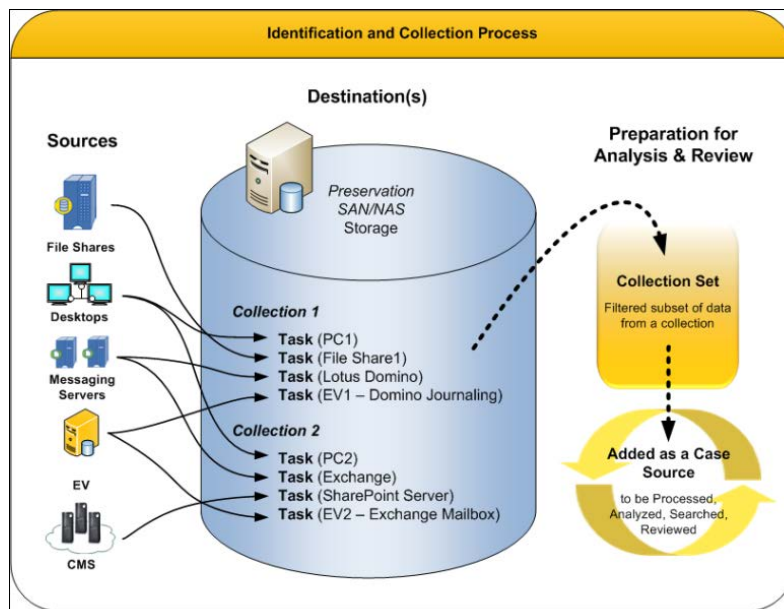 Identification and Collection Process
Destination(s)
Sources
Preparation for
Analysis & Review
Preservation
SAN/NAS
Storage
File Shares
Desktops
Messaging
Servers
EV
CMS
Collection 1
Task (PC1)
Task (File Share1)
Task (Lotus Domino)
Task (EV1 – Domino Journaling)
Collection 2
Task (PC2)
Task (Exchange)
Task (SharePoint Server)
Task (EV2 – Exchange Mailbox)
Collection Set
Filtered subset of data
from a collection
Added as a Case
Source
to be Processed,
Analyzed, Searched,
Reviewed